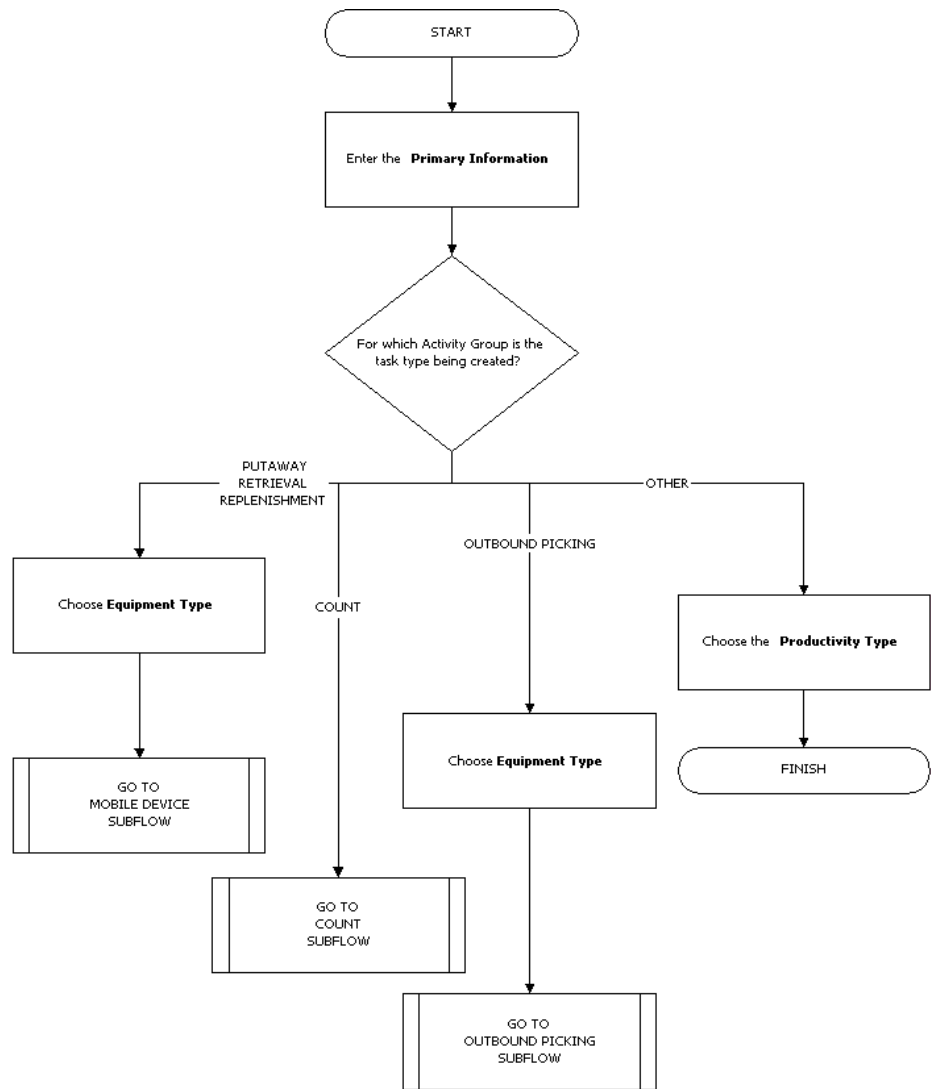 START
Enter the Primary Information
For which Activity Group is the
task type being created?
PUTAWAY
RETRIEVAL
REPLENISHMENT
OTHER
OUTBOUND PICKING
COUNT
Choose Equipment Type
Choose the Productivity Type
Choose Equipment Type
FINISH
GO TO
MOBILE DEVICE
SUBFLOW
GO TO
COUNT
SUBFLOW
GO TO
OUTBOUND PICKING
SUBFLOW